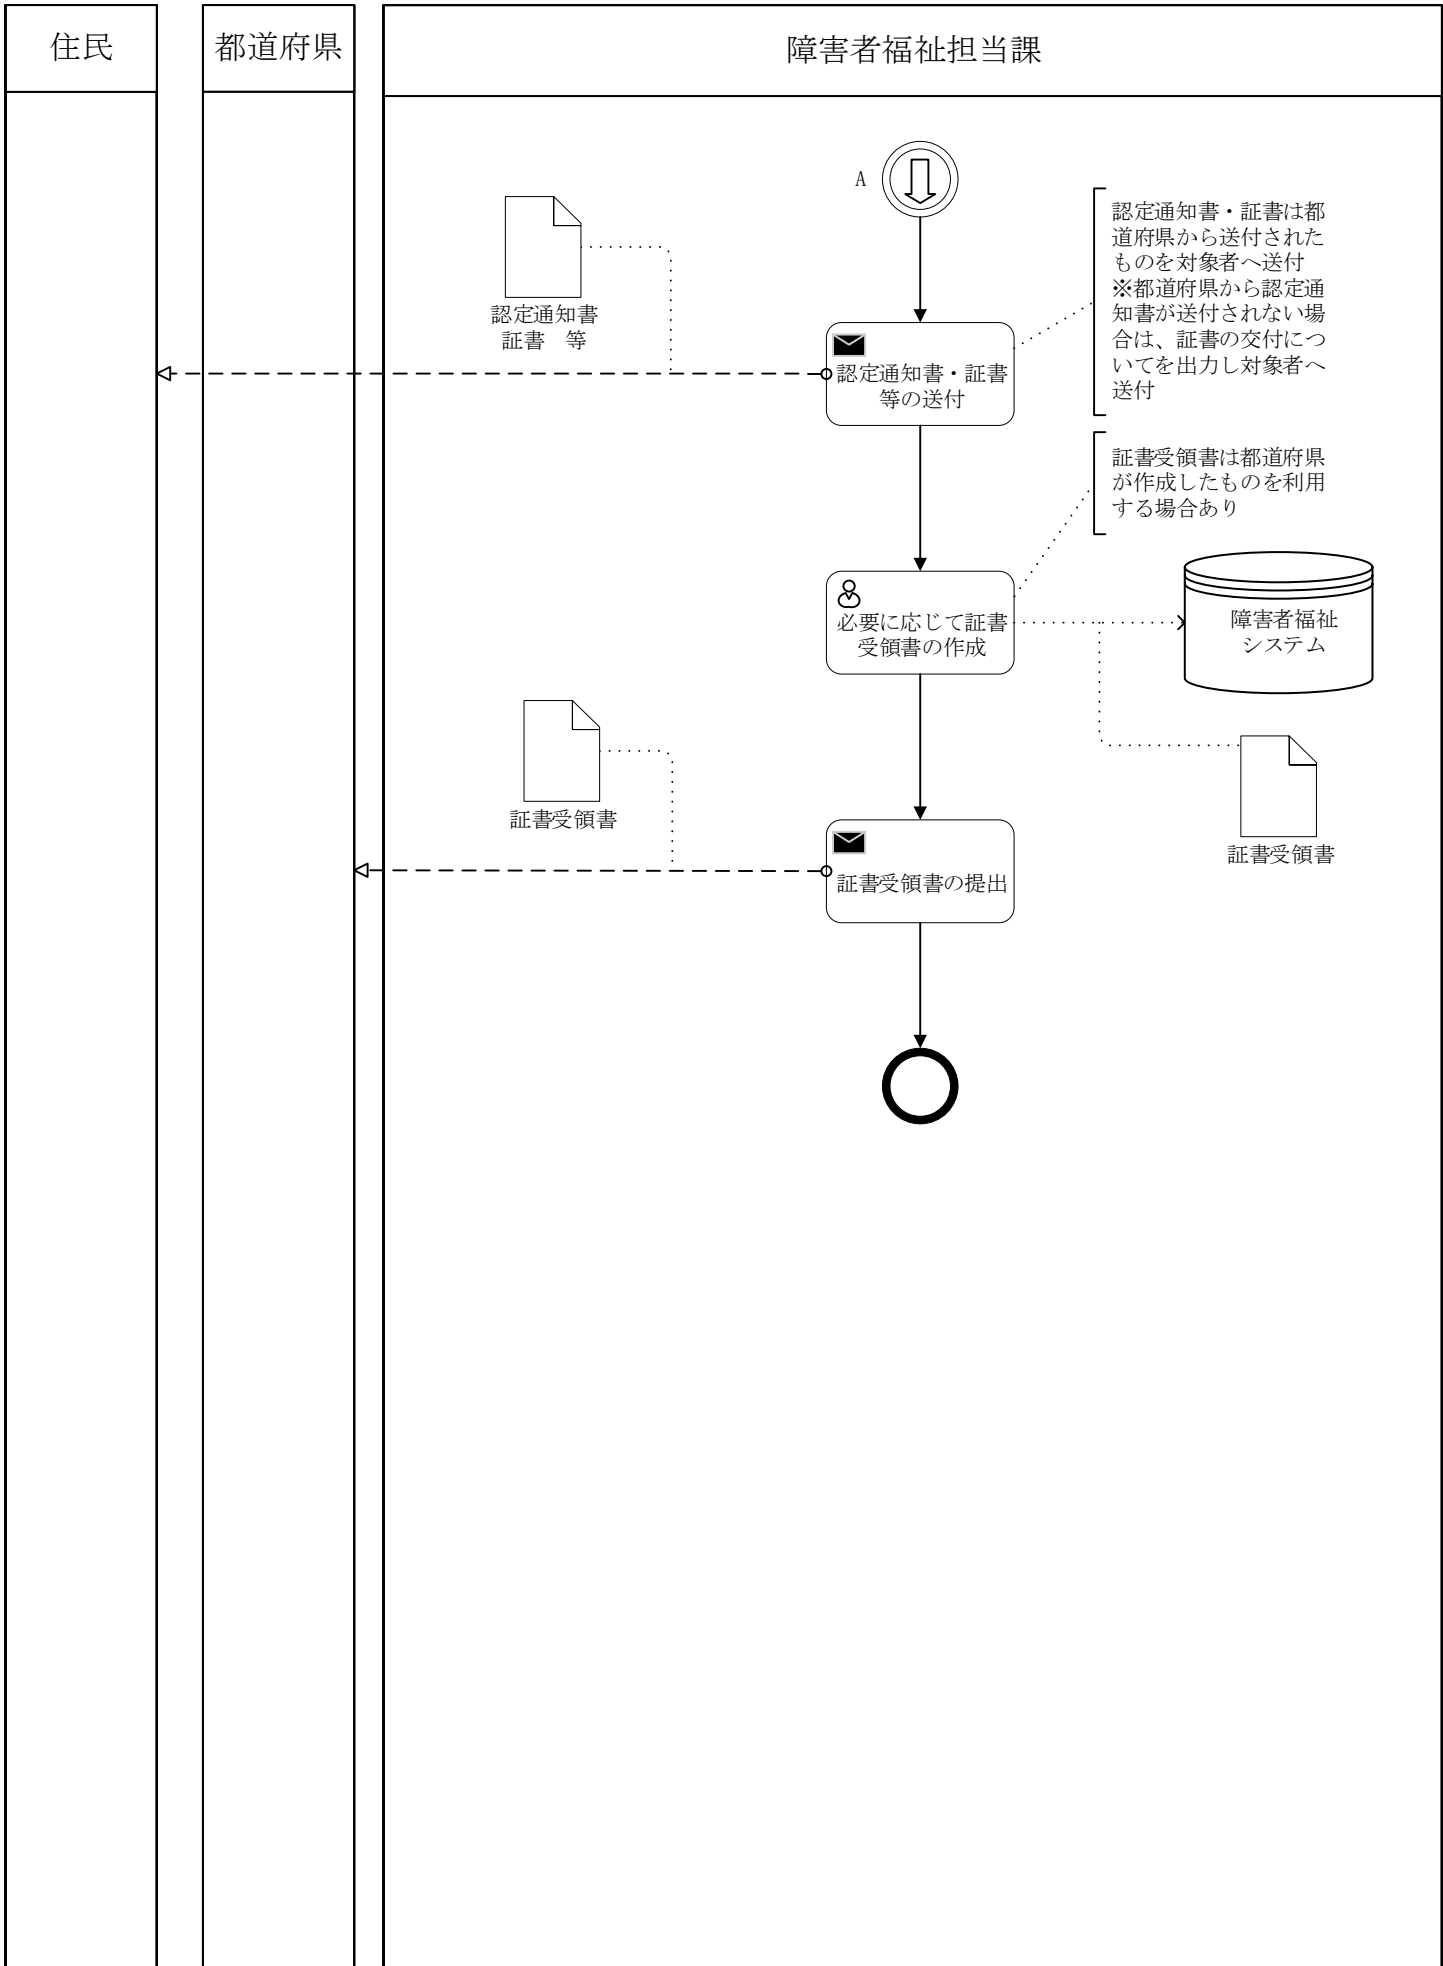 住民
都道府県
障害者福祉担当課
A
認定通知書・証書は都
道府県から送付された
ものを対象者へ送付
※都道府県から認定通
知書が送付されない場
合は、証書の交付につ
いてを出力し対象者へ
送付
認定通知書
証書　等
認定通知書・証書
等の送付
証書受領書は都道府県
が作成したものを利用
する場合あり
必要に応じて証書
受領書の作成
障害者福祉
システム
証書受領書
証書受領書
証書受領書の提出